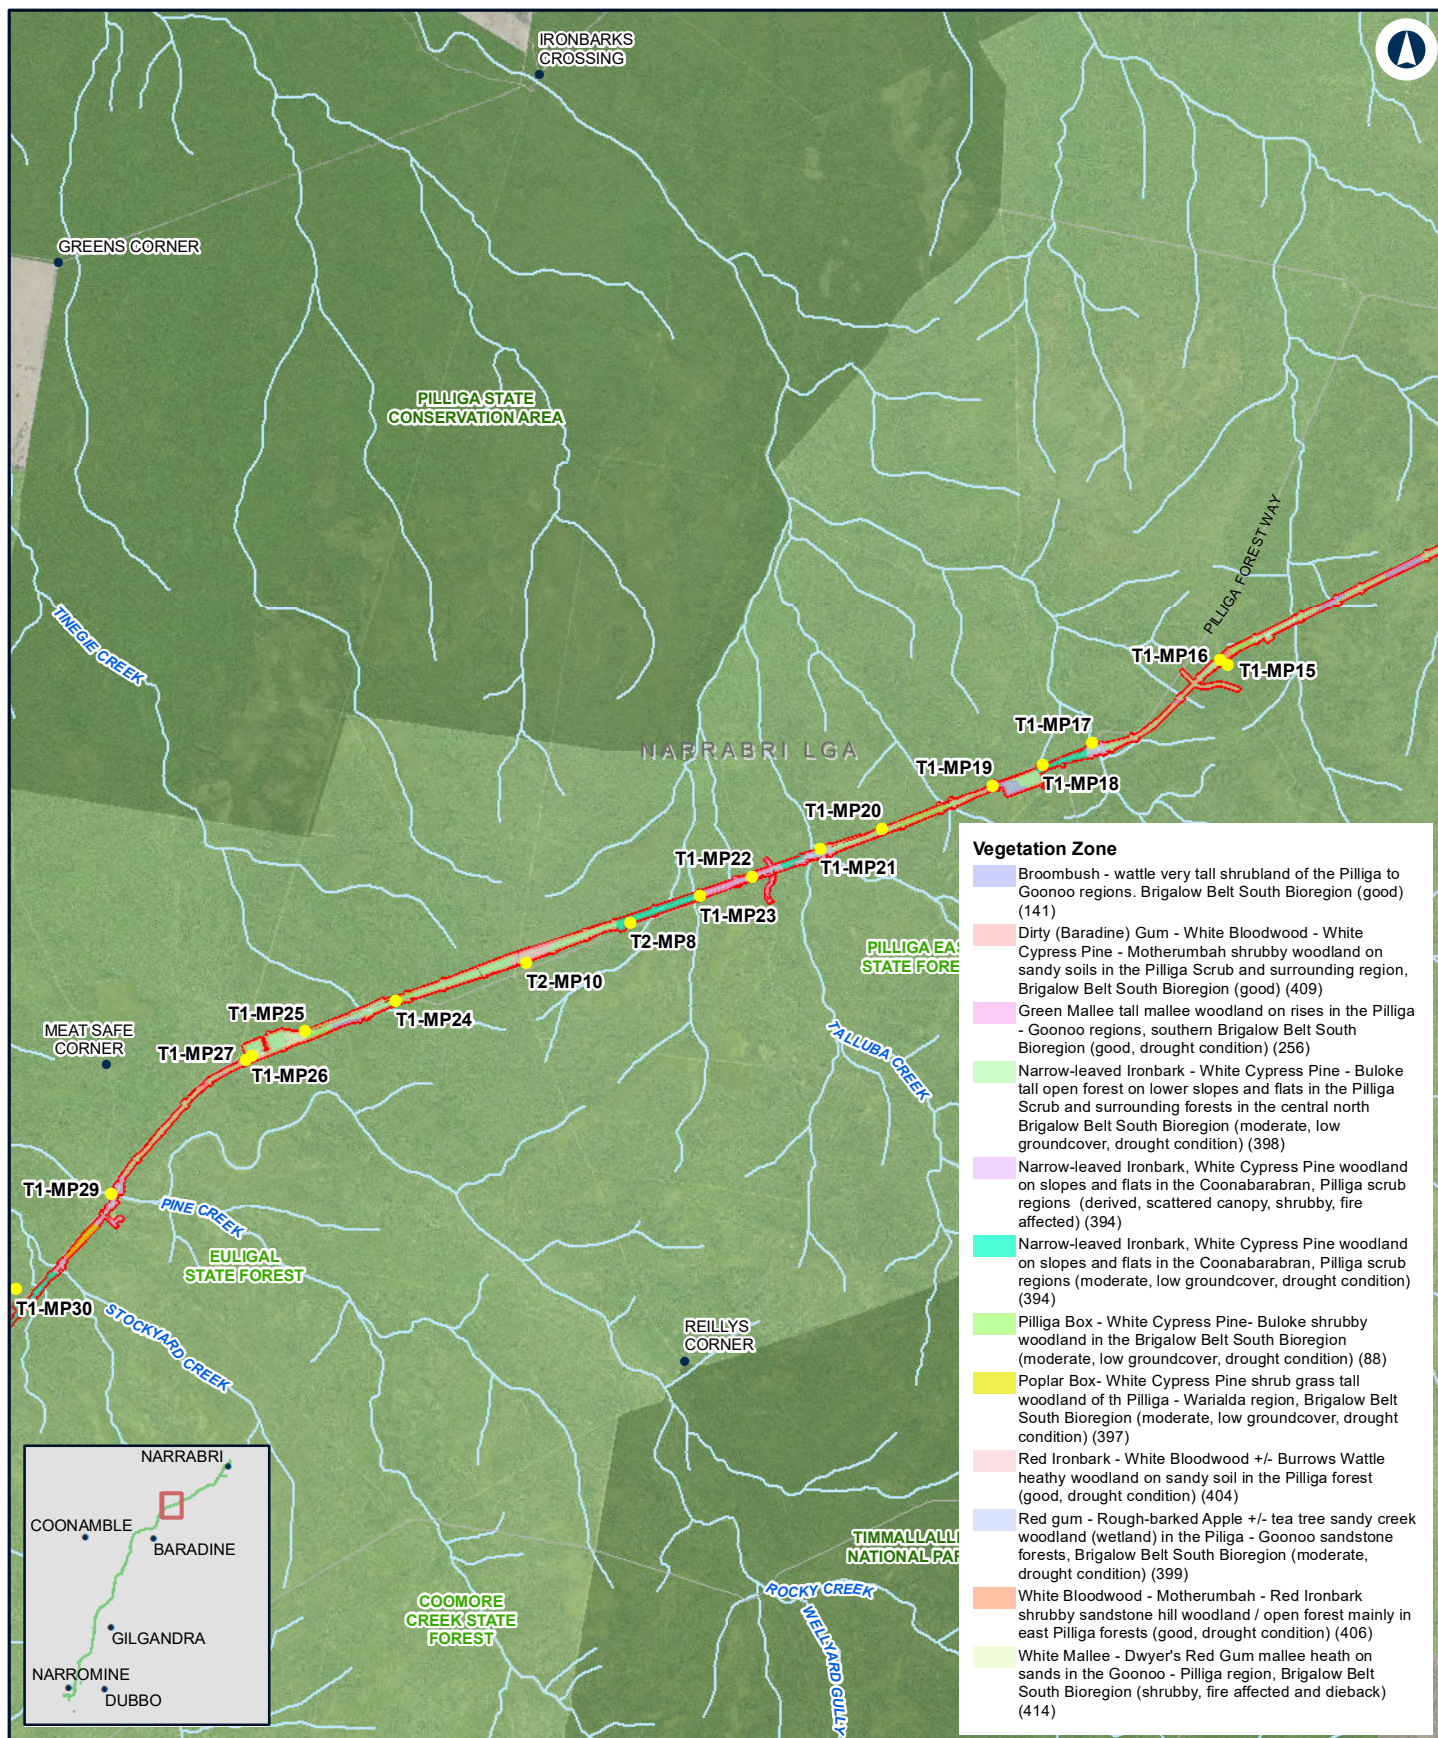 IRONBARKS
CROSSING
GREENS CORNER
PILLIGA STATE
CONSERVATION AREA
PILLIGA FOREST WAY
TINEGIE CREEK
T1-MP16
T1-MP15
T1-MP17
NARRABRI LGA
T1-MP19
T1-MP18
T1-MP20
T1-MP22
T1-MP21
T1-MP23
T2-MP8
PILLIGA EAS
STATE FORE
T2-MP10
T1-MP25
T1-MP24
MEAT SAFE
CORNER
T1-MP27
T1-MP26
TALLUBA CREEK
T1-MP29
PINE CREEK
EULIGAL
STATE FOREST
T1-MP30
STOCKYARD CREEK
REILLYS
CORNER
TIMMALLALLI
NATIONAL PAR
ROCKY CREEK
WELLYARD GULLY
COOMORE
CREEK STATE
FOREST
NARRABRI
COONAMBLE
BARADINE
GILGANDRA
NARROMINE
DUBBO
Vegetation Zone
Broombush - wattle very tall shrubland of the Pilliga to
Goonoo regions. Brigalow Belt South Bioregion (good)
(141)
Dirty (Baradine) Gum - White Bloodwood - White
Cypress Pine - Motherumbah shrubby woodland on
sandy soils in the Pilliga Scrub and surrounding region,
Brigalow Belt South Bioregion (good) (409)
Green Mallee tall mallee woodland on rises in the Pilliga
- Goonoo regions, southern Brigalow Belt South
Bioregion (good, drought condition) (256)
Narrow-leaved Ironbark - White Cypress Pine - Buloke
tall open forest on lower slopes and flats in the Pilliga
Scrub and surrounding forests in the central north
Brigalow Belt South Bioregion (moderate, low
groundcover, drought condition) (398)
Narrow-leaved Ironbark, White Cypress Pine woodland
on slopes and flats in the Coonabarabran, Pilliga scrub
regions (derived, scattered canopy, shrubby, fire
affected) (394)
Narrow-leaved Ironbark, White Cypress Pine woodland
on slopes and flats in the Coonabarabran, Pilliga scrub
regions (moderate, low groundcover, drought condition)
(394)
Pilliga Box - White Cypress Pine- Buloke shrubby
woodland in the Brigalow Belt South Bioregion
(moderate, low groundcover, drought condition) (88)
Poplar Box- White Cypress Pine shrub grass tall
woodland of th Pilliga - Warialda region, Brigalow Belt
South Bioregion (moderate, low groundcover, drought
condition) (397)
Red Ironbark - White Bloodwood +/- Burrows Wattle
heathy woodland on sandy soil in the Pilliga forest
(good, drought condition) (404)
Red gum - Rough-barked Apple +/- tea tree sandy creek
woodland (wetland) in the Piliga - Goonoo sandstone
forests, Brigalow Belt South Bioregion (moderate,
drought condition) (399)
White Bloodwood - Motherumbah - Red Ironbark
shrubby sandstone hill woodland / open forest mainly in
east Pilliga forests (good, drought condition) (406)
White Mallee - Dwyer's Red Gum mallee heath on
sands in the Goonoo - Pilliga region, Brigalow Belt
South Bioregion (shrubby, fire affected and dieback)
(414)